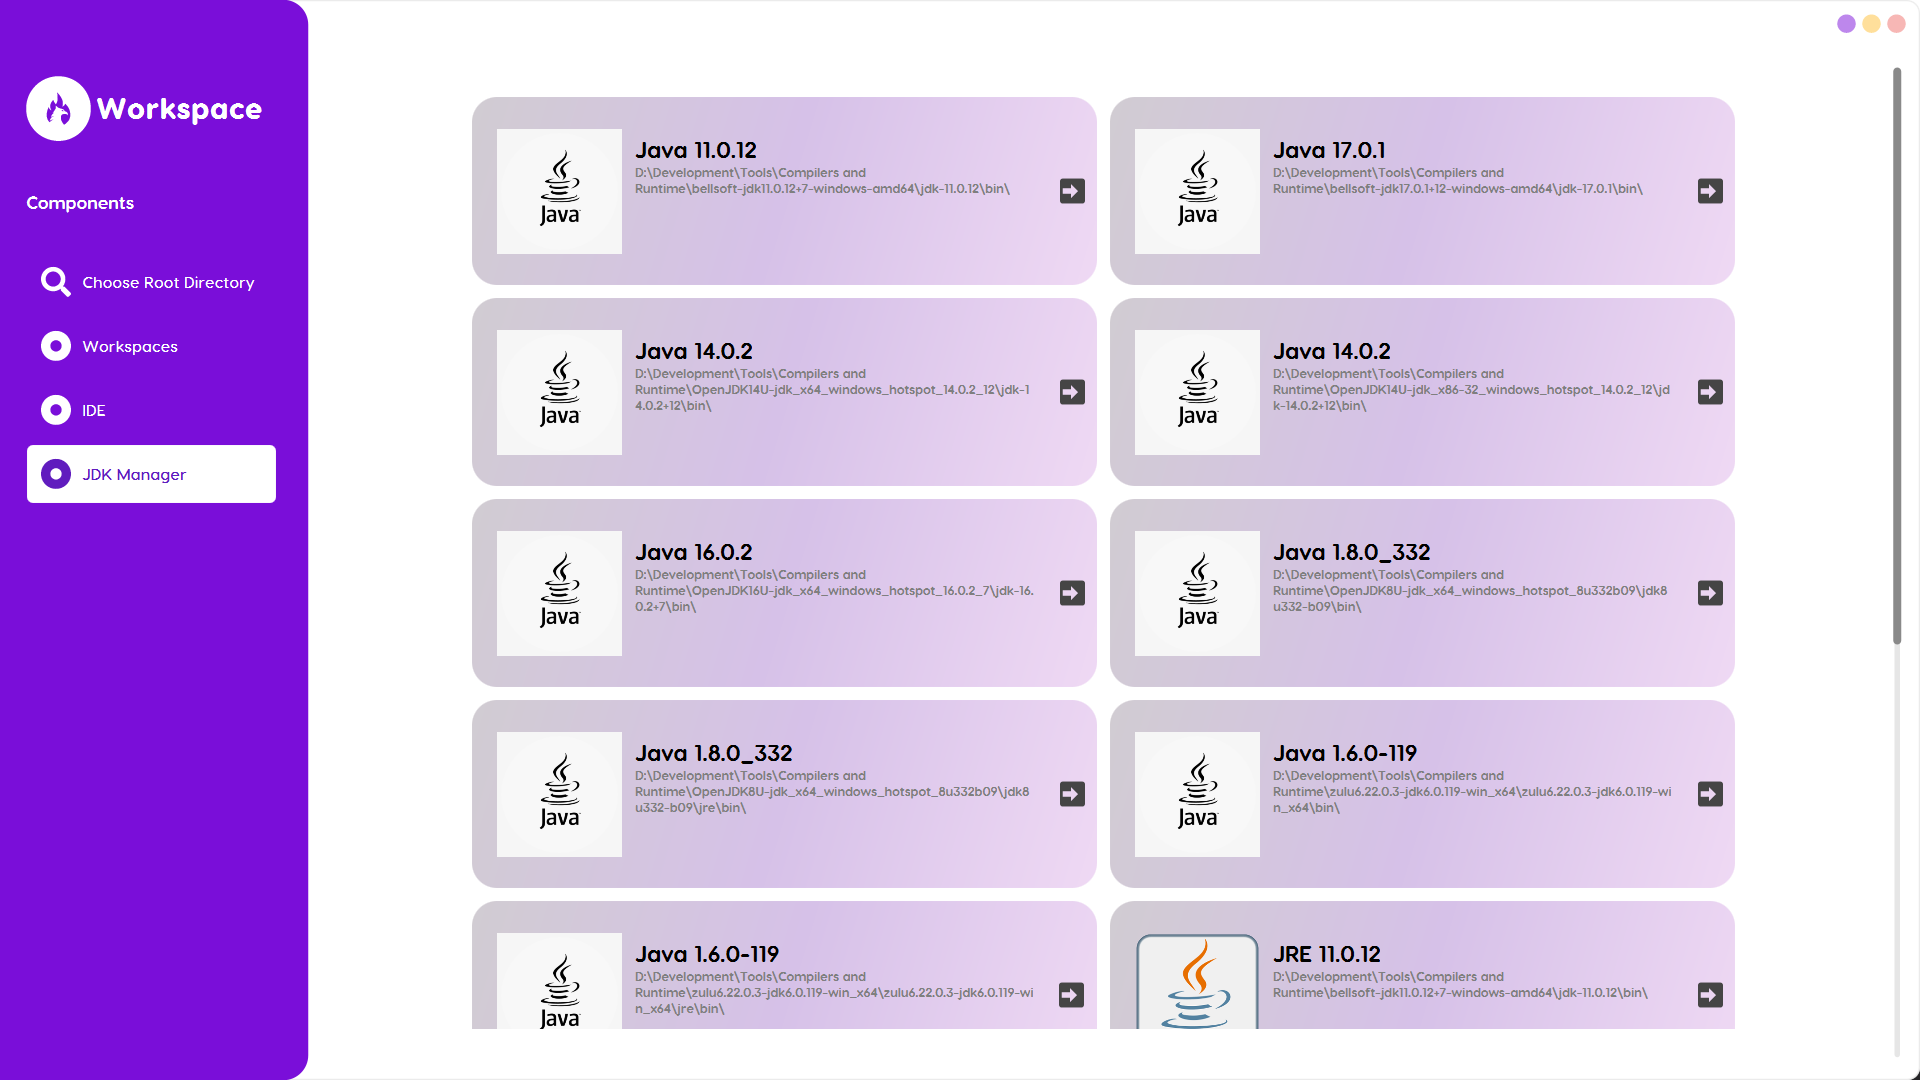 Workspace
Components
Choose Root Directory
Workspaces
IDE
JDK Manager
Java
Java 11.0.12
D:\Development\Tools\Compilers and
Runtime\bellsoft-jdk11.0.12+7-windows-amd64\jdk-11.0.12\bin\
Java
Java 17.0.1
D:\Development\Tools\Compilers and
Runtime\bellsoft-jdk17.0.1+12-windows-amd64\jdk-17.0.1\bin\
Java
Java 14.0.2
D:\Development\Tools\Compilers and
Runtime\OpenJDK14U-jdk_x64_windows_hotspot_14.0.2_12\jdk-1
4.0.2+12\bin\
Java
Java 14.0.2
D:\Development\Tools\Compilers and
Runtime\OpenJDK14U-jdk_x86-32_windows_hotspot_14.0.2_12\jd
k-14.0.2+12\bin\
Java
Java 16.0.2
D:\Development\Tools\Compilers and
Runtime\OpenJDK16U-jdk_x64_windows_hotspot_16.0.2_7\jdk-16.
0.2+7\bin\
Java
Java 1.8.0_332
D:\Development\Tools\Compilers and
Runtime\OpenJDK8U-jdk_x64_windows_hotspot_8u332b09\jdk8
u332-b09\bin\
Java
Java 1.8.0_332
D:\Development\Tools\Compilers and
Runtime\OpenJDK8U-jdk_x64_windows_hotspot_8u332b09\jdk8
u332-b09\jre\bin\
Java
Java 1.6.0-119
D:\Development\Tools\Compilers and
Runtime\zulu6.22.0.3-jdk6.0.119-win_x64\zulu6.22.0.3-jdk6.0.119-wi
n_x64\bin\
Java
Java 1.6.0-119
D:\Development\Tools\Compilers and
Runtime\zulu6.22.0.3-jdk6.0.119-win_x64\zulu6.22.0.3-jdk6.0.119-wi
n_x64\jre\bin\
JRE 11.0.12
D:\Development\Tools\Compilers and
Runtime\bellsoft-jdk11.0.12+7-windows-amd64\jdk-11.0.12\bin\